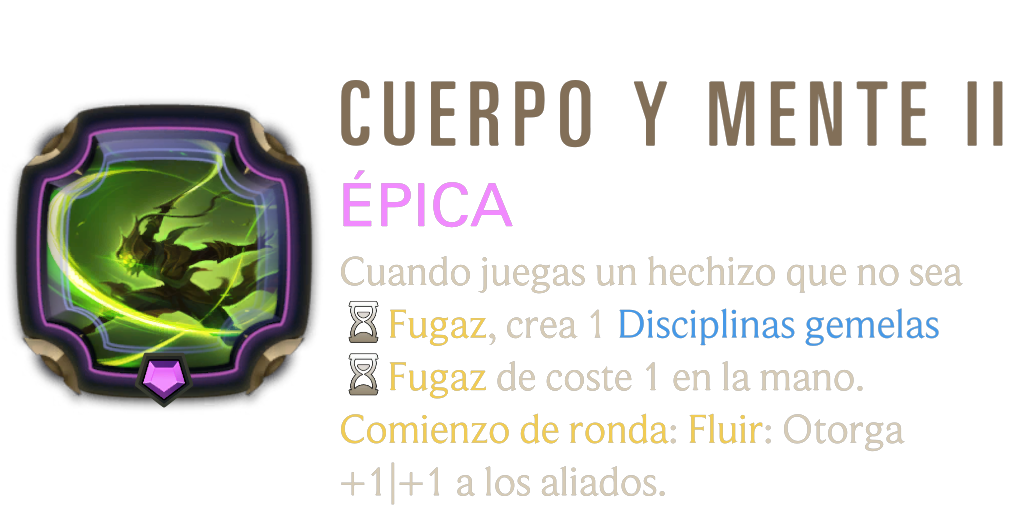 CUERPO Y MENTE II
ÉPICA
Cuando juegas un hechizo que no sea
Fugaz, crea 1 Disciplinas gemelas
Fugaz de coste 1 en la mano.
Comienzo de ronda: Fluir: Otorga
+1|+1 a los aliados.